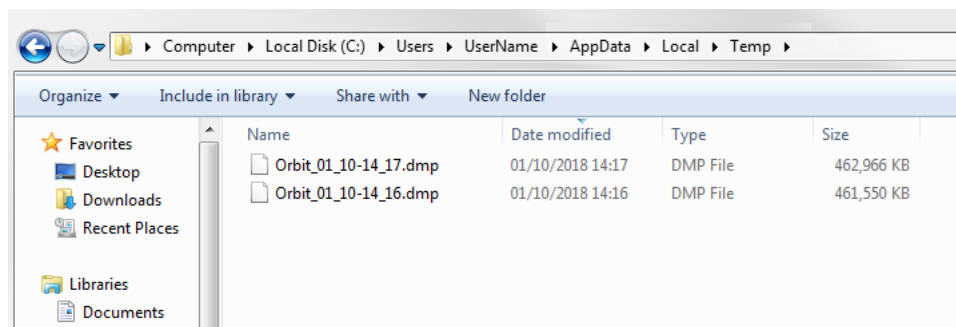 Computer Local Disk (C:) Users UserName AppData Local Temp
Organize Include in library Share with New folder
Favorites
Desktop
Downloads
Recent Places
Libraries
Documents
Name Date modified Type Size
Orbit_01_10-14_17.dmp 01/10/2018 14:17 DMP File 462,966 KB
Orbit_01_10-14_16.dmp 01/10/2018 14:16 DMP File 461,550 KB